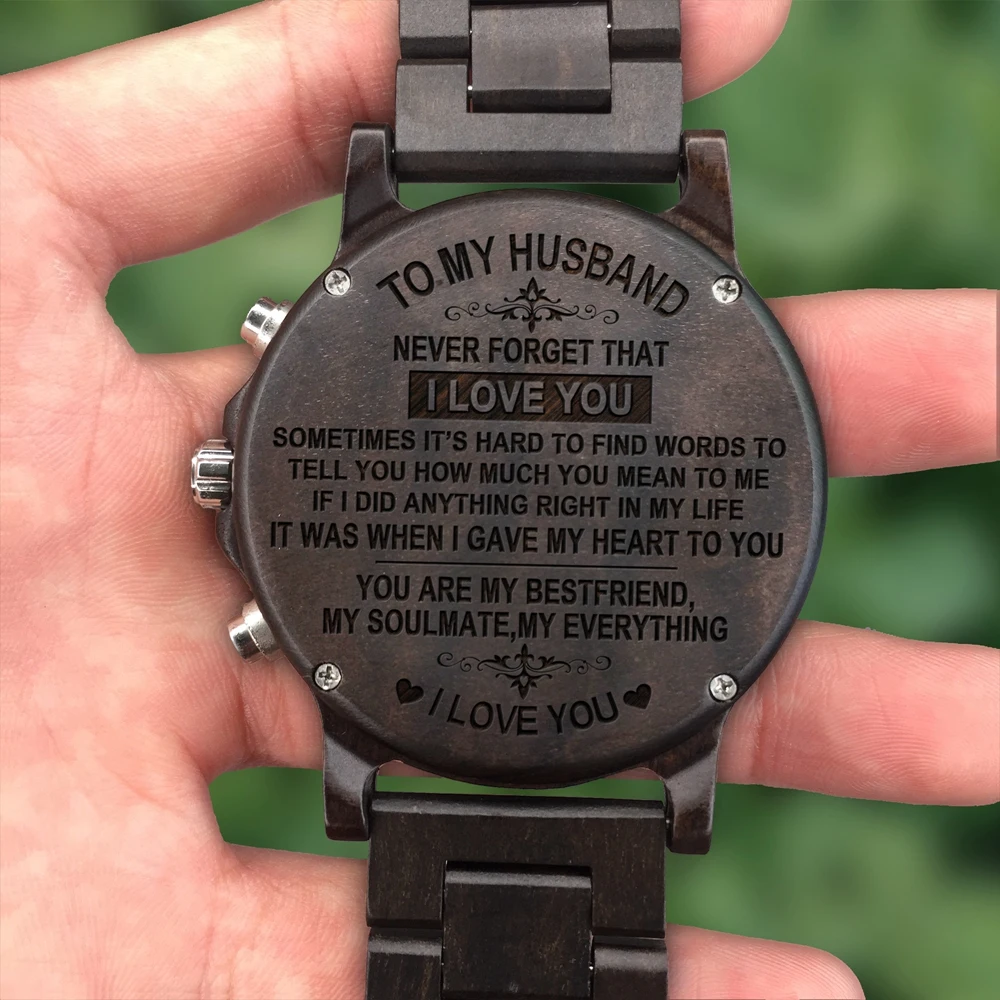 TO MY HUSBAND
NEVER FORGET THAT
I LOVE YOU
SOMETIMES IT'S HARD TO FIND WORDS TO
TELL YOU HOW MUCH YOU MEAN TO ME
IF I DID ANYTHING RIGHT IN MY LIFE
IT WAS WHEN I GAVE MY HEART TO YOU
YOU ARE MY BESTFRIEND,
MY SOULMATE,MY EVERYTHING
I LOVE YOU